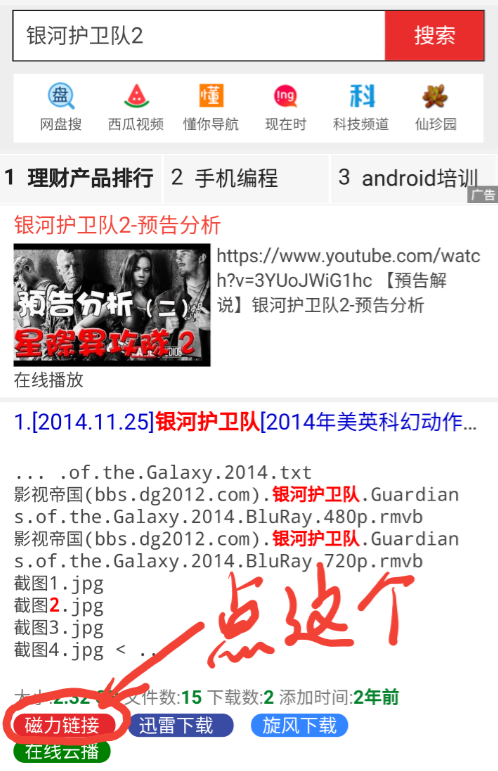 银河护卫队2
搜索
盘
懂
ing
科
网盘搜
西瓜视频
懂你导航
现在时
科技频道
仙珍园
1 理财产品排行
2 手机编程
3 android培训
广告
银河护卫队2-预告分析
預告分析（二）
星際異攻隊2
https://www.youtube.com/watc
h?v=3YUoJWiG1hc 【預告解
说】银河护卫队2-预告分析
在线播放
1.[2014.11.25]银河护卫队[2014年美英科幻动作...
... .of.the.Galaxy.2014.txt
影视帝国(bbs.dg2012.com).银河护卫队.Guardian
s.of.the.Galaxy.2014.BluRay.480p.rmvb
影视帝国(bbs.dg2012.com).银河护卫队.Guardian
s.of.the.Galaxy.2014.BluRay.720p.rmvb
截图1.jpg
截图2.jpg
截图3.jpg
截图4.jpg < ..
点这个
大小:2.32 文件数:15 下载数:2 添加时间:2年前
磁力链接
迅雷下载
旋风下载
在线云播